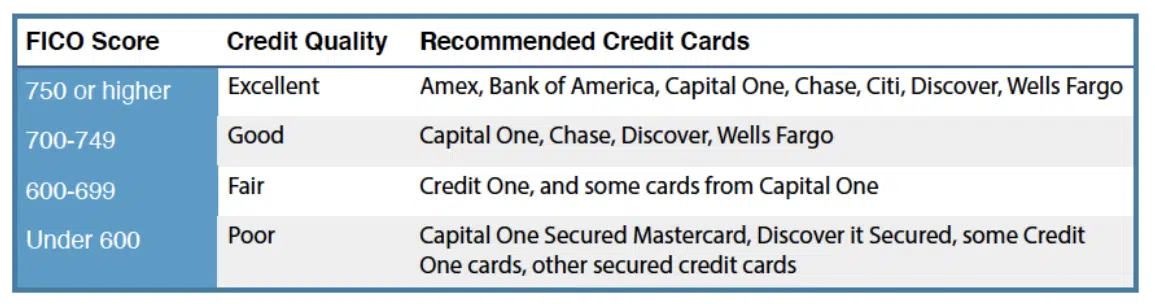 FICO Score Credit Quality Recommended Credit Cards
750 or higher Excellent Amex, Bank of America, Capital One, Chase, Citi, Discover, Wells Fargo
700-749 Good Capital One, Chase, Discover, Wells Fargo
600-699 Fair Credit One, and some cards from Capital One
Under 600 Poor Capital One Secured Mastercard, Discover it Secured, some Credit
One cards, other secured credit cards